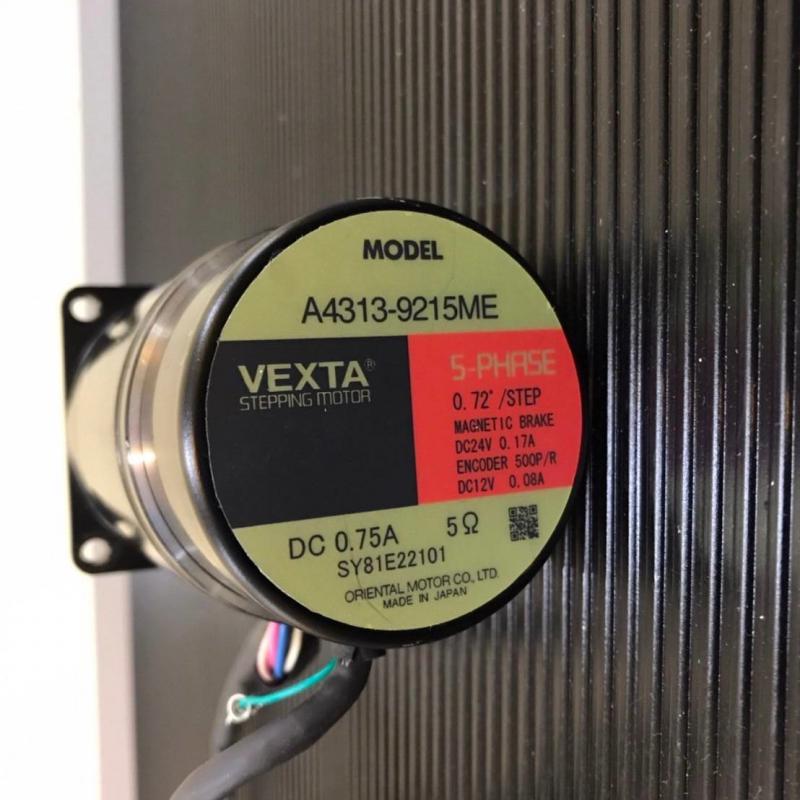 MODEL
A4313-9215ME
VEXTA®
STEPPING MOTOR
5-PHASE
0.72°/STEP
MAGNETIC BRAKE
DC24V 0.17A
ENCODER 500P/R
DC12V 0.08A
DC 0.75A 5Ω
SY81E22101
ORIENTAL MOTOR CO., LTD.
MADE IN JAPAN